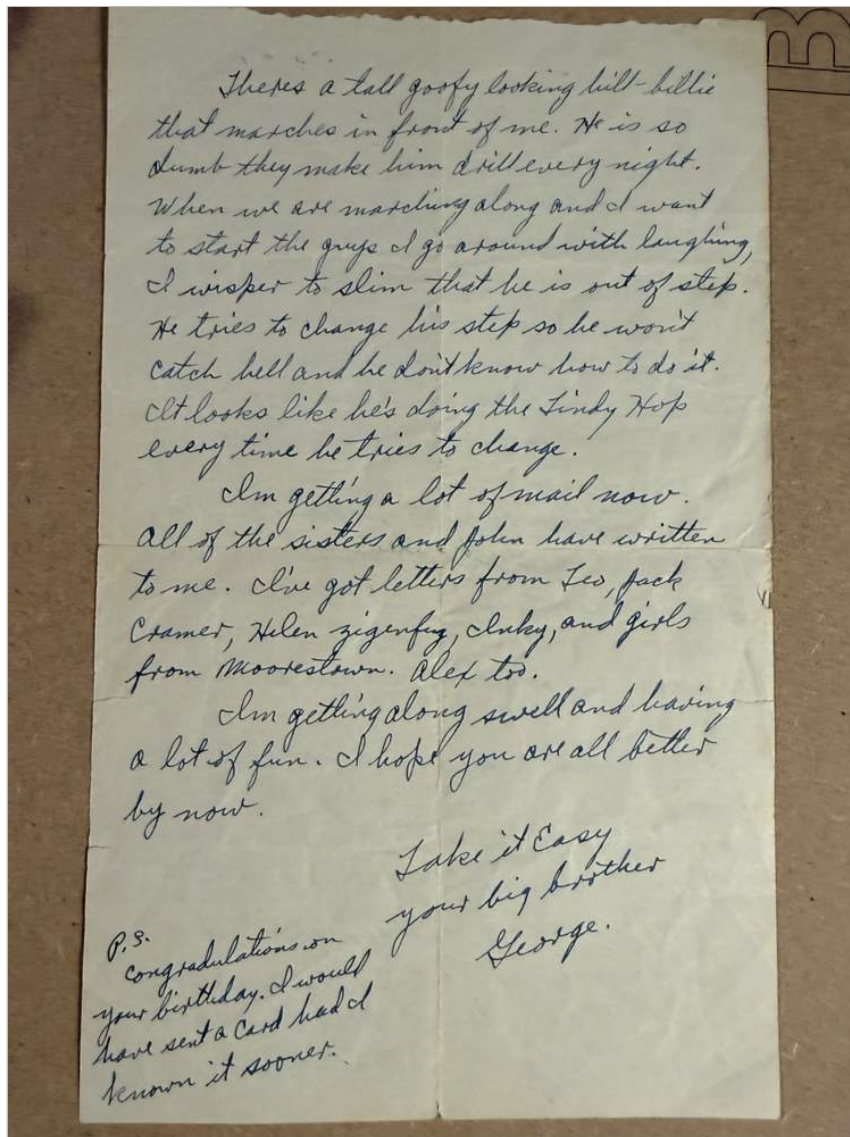 Theres a tall goofy looking hill-billie
that marches in front of me. He is so
dumb they make him drill every night.
When we are marching along and I want
to start the guys I go around with laughing,
I wisper to slim that he is out of step.
He tries to change his step so he won't
catch hell and he don't know how to do it.
It looks like he's doing the Lindy Hop
every time he tries to change.
Im getting a lot of mail now.
All of the sisters and John have written
to me. I've got letters from Leo, Jack
Cramer, Helen Zigenfuz, Inky, and girls
from Moorestown. Alex too.
Im getting along swell and having
a lot of fun. I hope you are all better
by now.
Take it Easy
your big brother
George.
P.S.
Congradulations on
your birthday. I would
have sent a card had I
known it sooner.
B